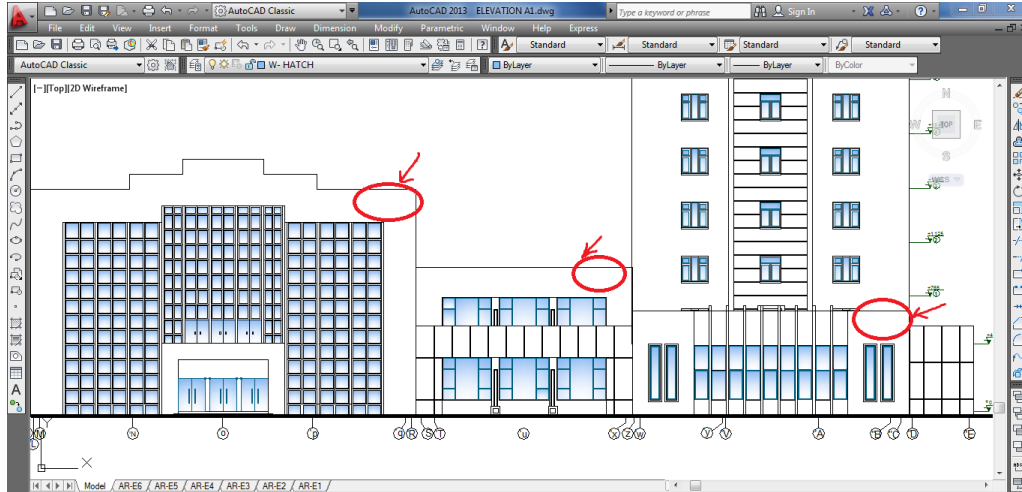 AutoCAD Classic
AutoCAD 2013 ELEVATION A1.dwg
Type a keyword or phrase
Sign In
File Edit View Insert Format Tools Draw Dimension Modify Parametric Window Help Express
Standard Standard Standard Standard
AutoCAD Classic W- HATCH ByLayer ByLayer ByLayer ByColor
[−][Top][2D Wireframe]
N
W TOP E
S
WCS
M N O P q R S T u x Z w y V A B C D E
L
X
Model AR-E6 AR-E5 AR-E4 AR-E3 AR-E2 AR-E1